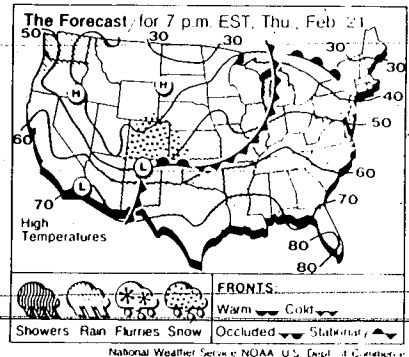 The Forecast for 7 p.m. EST, Thu., Feb. 21
50 30 30 30
H H
30
40
50
60 60
L
L
70 70
High
Temperatures
80
80
FRONTS:
Warm Cold
Showers Rain Flurries Snow Occluded Stationary
National Weather Service NOAA U.S. Dept. of Commerce